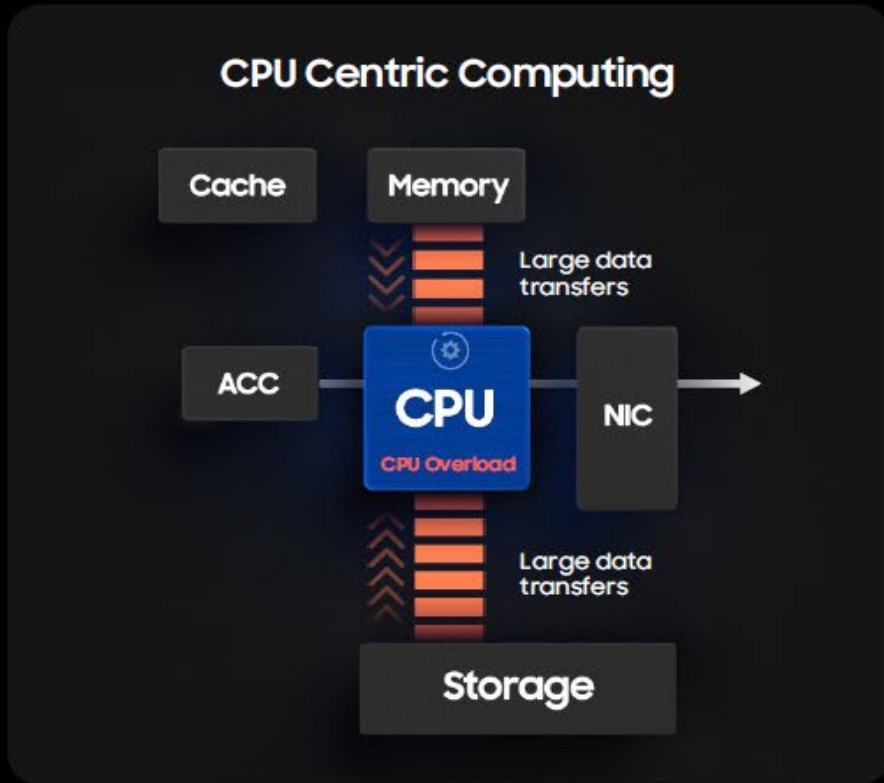 CPU Centric Computing
Cache
Memory
Large data
transfers
ACC
CPU
CPU Overload
NIC
Large data
transfers
Storage